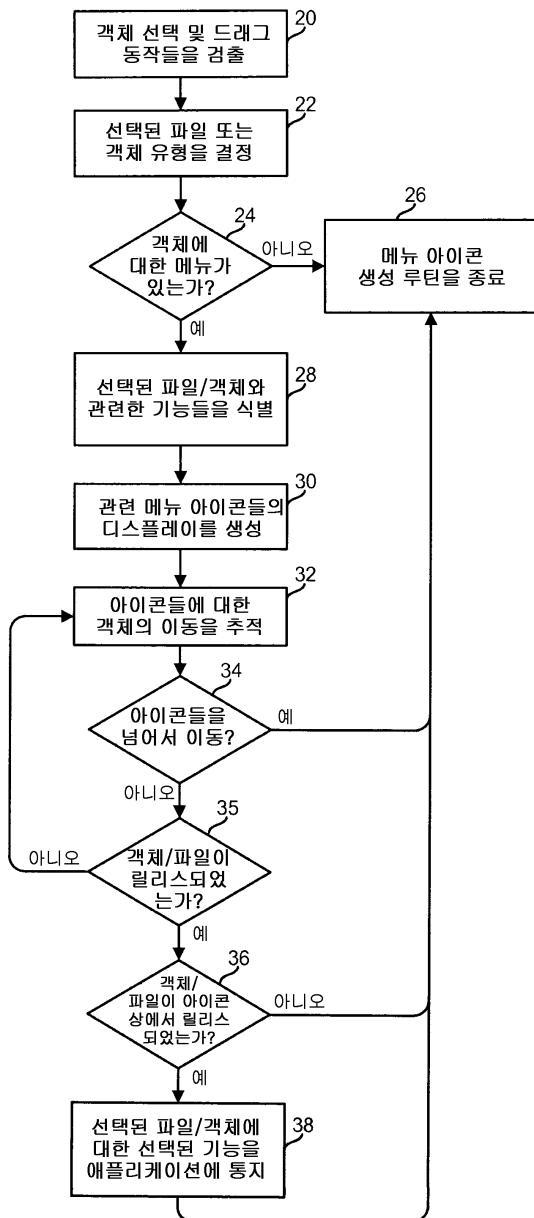 20
객체 선택 및 드래그
동작들을 검출
22
선택된 파일 또는
객체 유형을 결정
24
객체에
대한 메뉴가
있는가?
아니오
예
26
메뉴 아이콘
생성 루틴을 종료
28
선택된 파일/객체와
관련한 기능들을 식별
30
관련 메뉴 아이콘들의
디스플레이를 생성
32
아이콘들에 대한
객체의 이동을 추적
34
아이콘들을
넘어서 이동?
예
아니오
35
객체/파일이
릴리스되었
는가?
아니오
예
36
객체/
파일이 아이콘
상에서 릴리스
되었는가?
아니오
예
38
선택된 파일/객체에
대한 선택된 기능을
애플리케이션에 통지